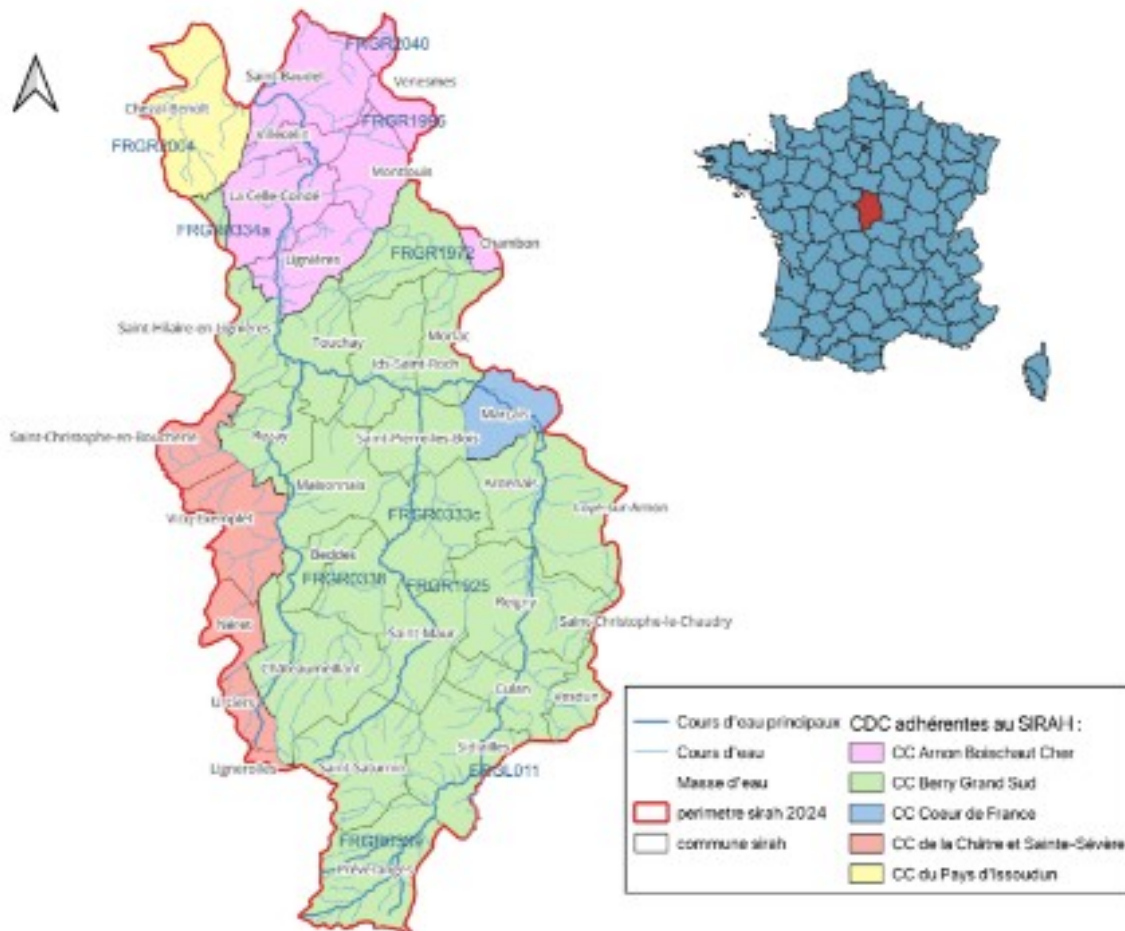 FRGR2040
Saint-Baudel
Venesmes
Chezal-Benoît
FRGR1996
Villecelin
FRGR2004
Montlouis
La Celle-Condé
FRGR0334a
Chambon
FRGR1972
Lignières
Saint-Hilaire-en-Lignières
Touchay
Morlac
Ids-Saint-Roch
Marçais
Saint-Christophe-en-Boucherie
Rezay
Saint-Pierre-les-Bois
Maisonnais
Ardenais
Loye-sur-Arnon
Vicq-Exemplet
FRGR0333c
Beddes
FRGR0338
FRGR1925
Reigny
Saint-Christophe-le-Chaudry
Néret
Saint-Maur
Châteaumeillant
Culan
Vesdun
Urciers
Sidiailles
Lignerolles
Saint-Saturnin
FRGL011
Préveranges
Cours d'eau principaux
Cours d'eau
Masse d'eau
perimetre sirah 2024
commune sirah
CDC adhérentes au SIRAH :
CC Arnon Boischaut Cher
CC Berry Grand Sud
CC Coeur de France
CC de la Châtre et Sainte-Sévère
CC du Pays d'Issoudun